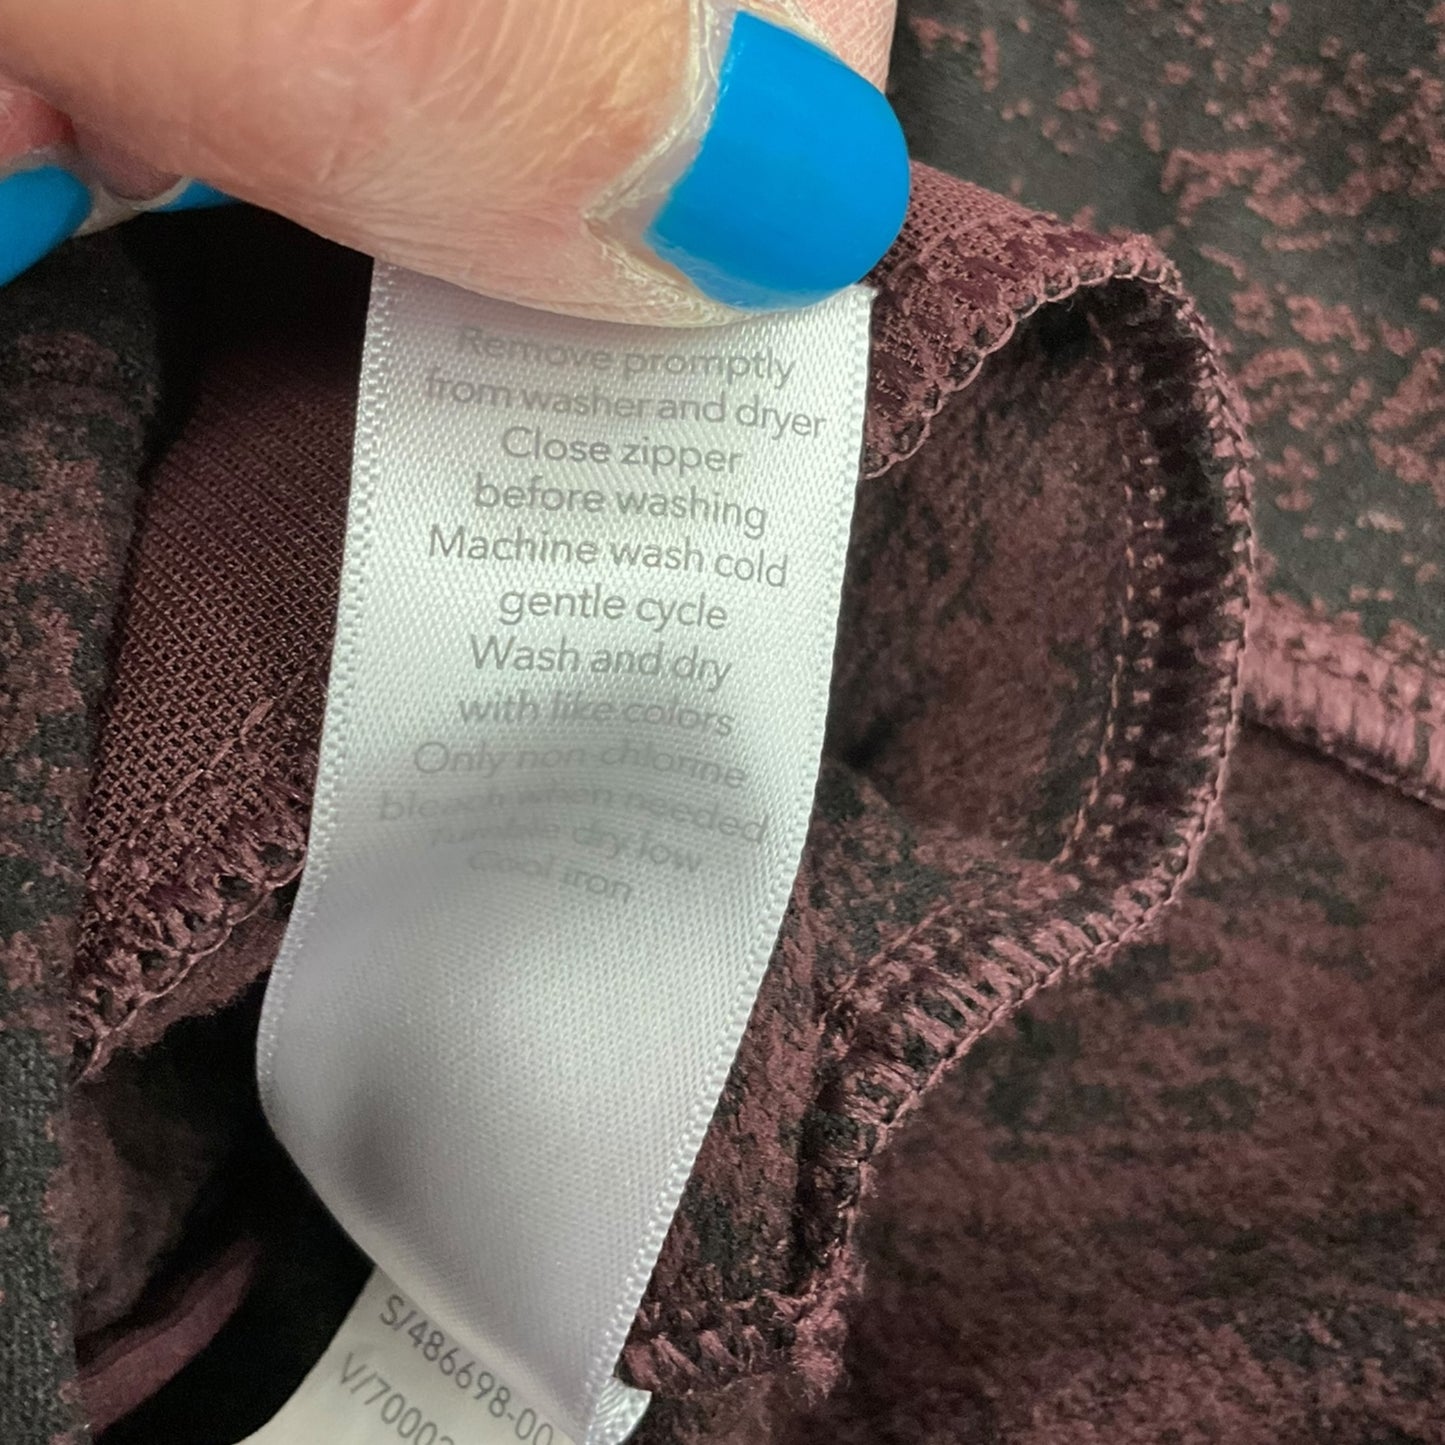 Remove promptly
from washer and dryer
Close zipper
before washing
Machine wash cold
gentle cycle
Wash and dry
with like colors
Only non chlorine
bleach when needed
tumble dry low
Cool iron
S/486698-00
V/70002